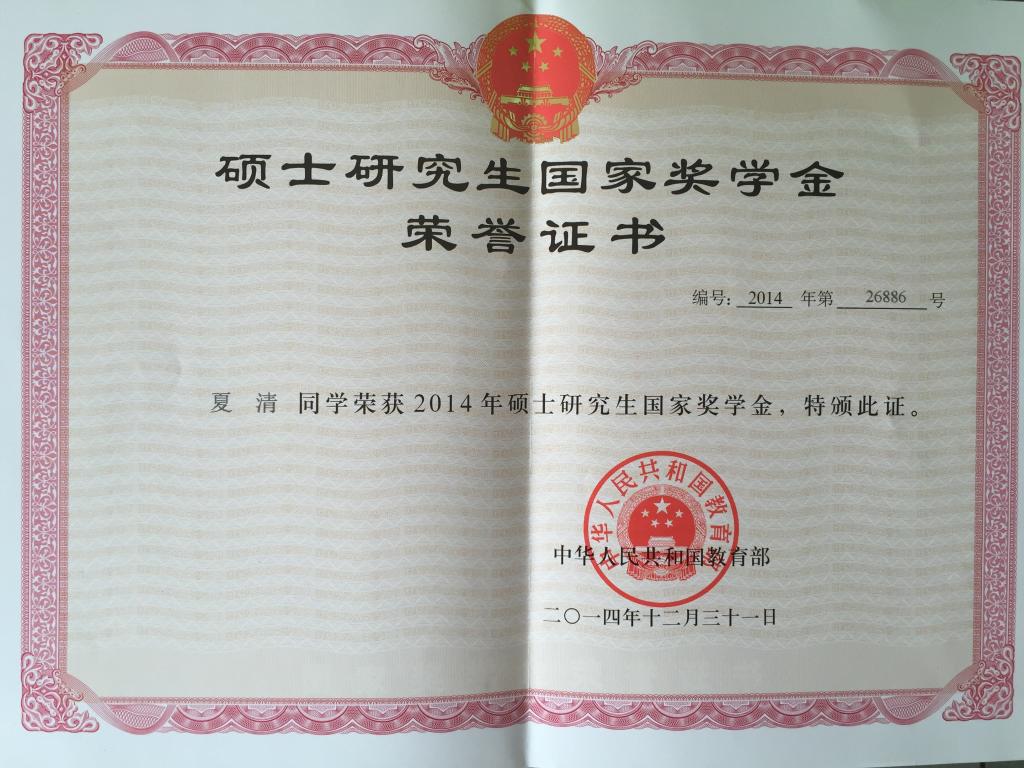 硕士研究生国家奖学金
荣誉证书
编号: 2014 年第 26886 号
夏 清 同学荣获2014年硕士研究生国家奖学金，特颁此证。
中华人民共和国教育部
中华人民共和国教育部
二〇一四年十二月三十一日